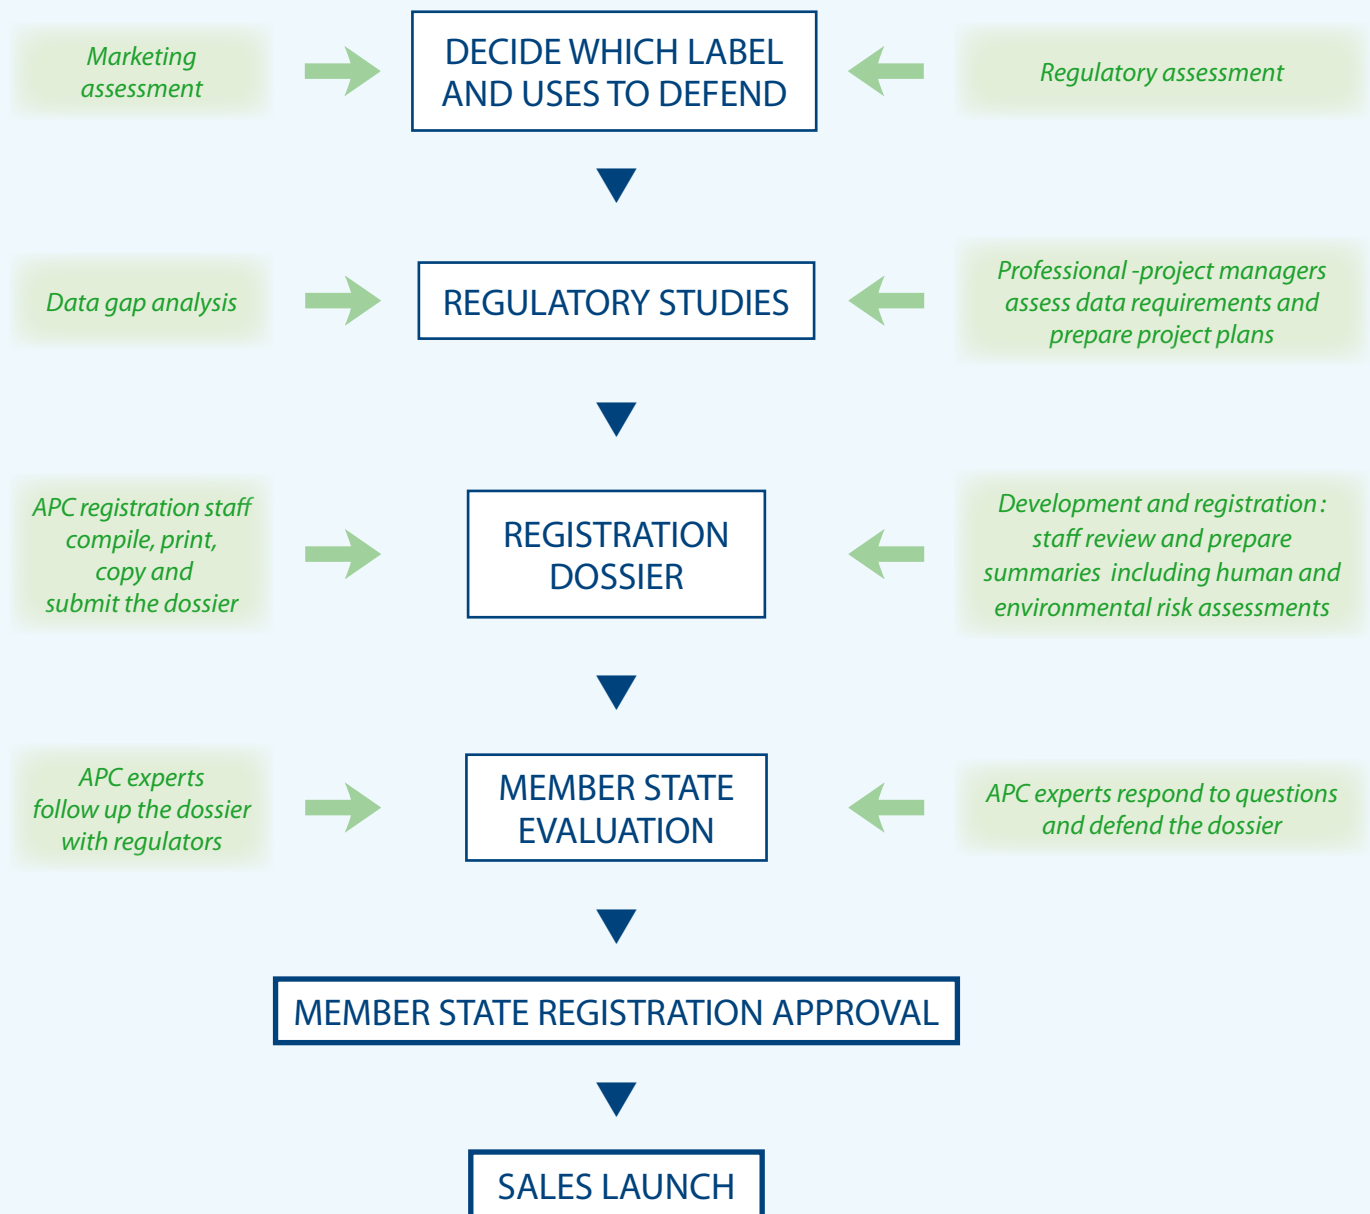 Marketing
assessment
DECIDE WHICH LABEL
AND USES TO DEFEND
Regulatory assessment
Data gap analysis
REGULATORY STUDIES
Professional -project managers
assess data requirements and
prepare project plans
APC registration staff
compile, print,
copy and
submit the dossier
REGISTRATION
DOSSIER
Development and registration :
staff review and prepare
summaries including human and
environmental risk assessments
APC experts
follow up the dossier
with regulators
MEMBER STATE
EVALUATION
APC experts respond to questions
and defend the dossier
MEMBER STATE REGISTRATION APPROVAL
SALES LAUNCH